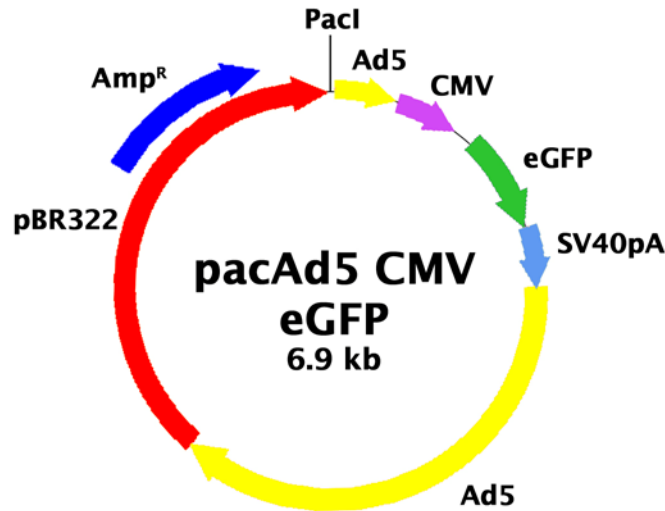 PacI
Ad5
CMV
eGFP
SV40pA
Ad5
pBR322
Amp^R
pacAd5 CMV
eGFP
6.9 kb